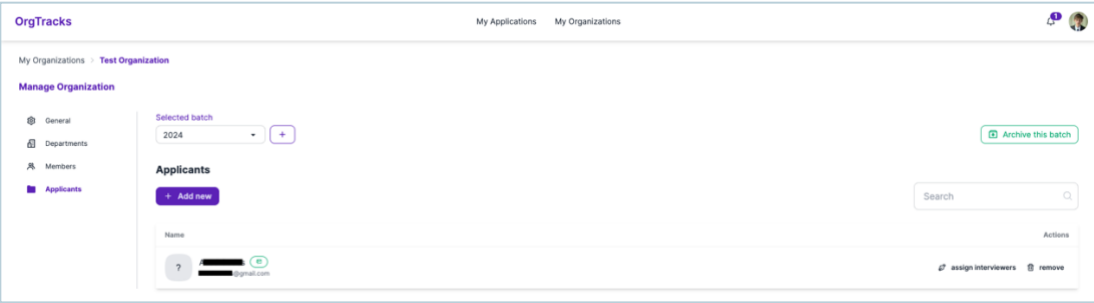 OrgTracks
My Applications
My Organizations
1
My Organizations > Test Organization
Manage Organization
General
Departments
Members
Applicants
Selected batch
2024
+
Archive this batch
Applicants
+ Add new
Search
Name
Actions
?
@gmail.com
assign interviewers
remove